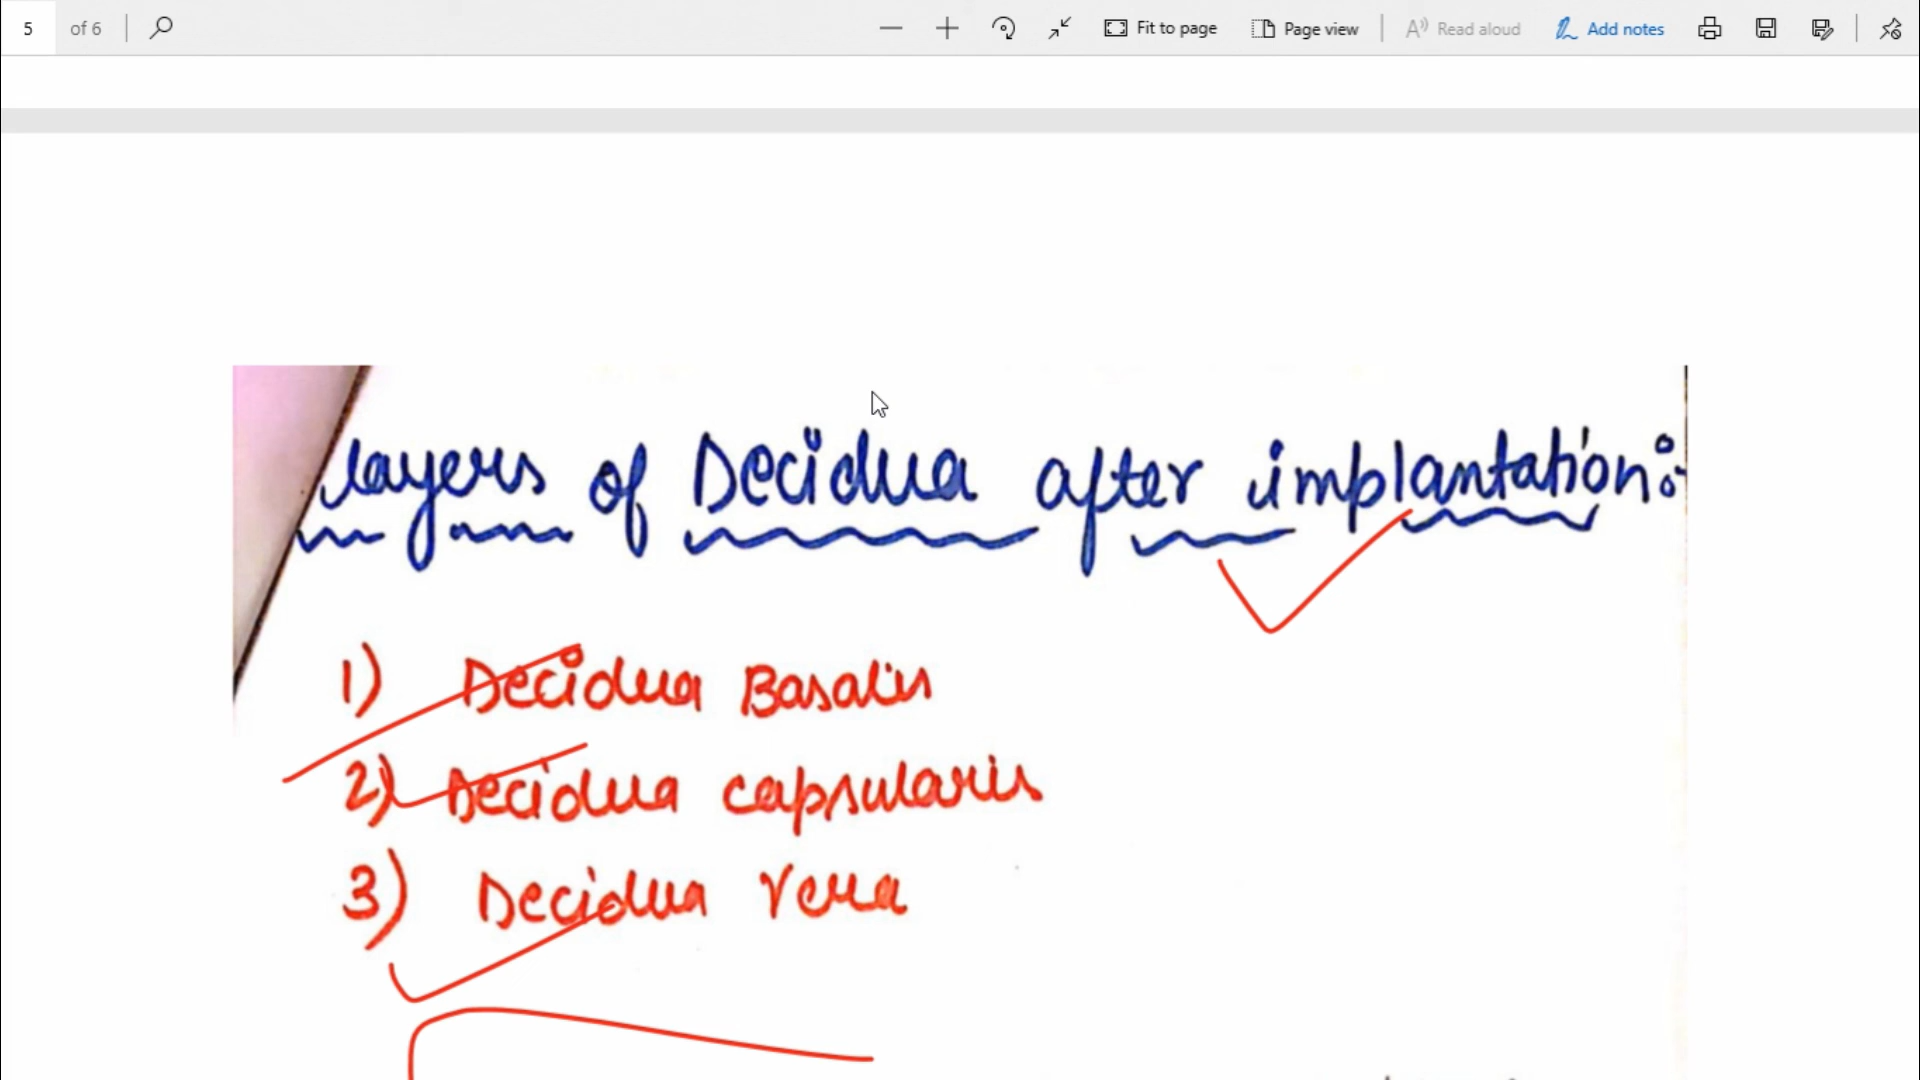 5 of 6 Fit to page Page view Read aloud Add notes
layers of Decidua after implantation:-
1) Decidua Basalis
2) Decidua capsularis
3) Decidua Vera